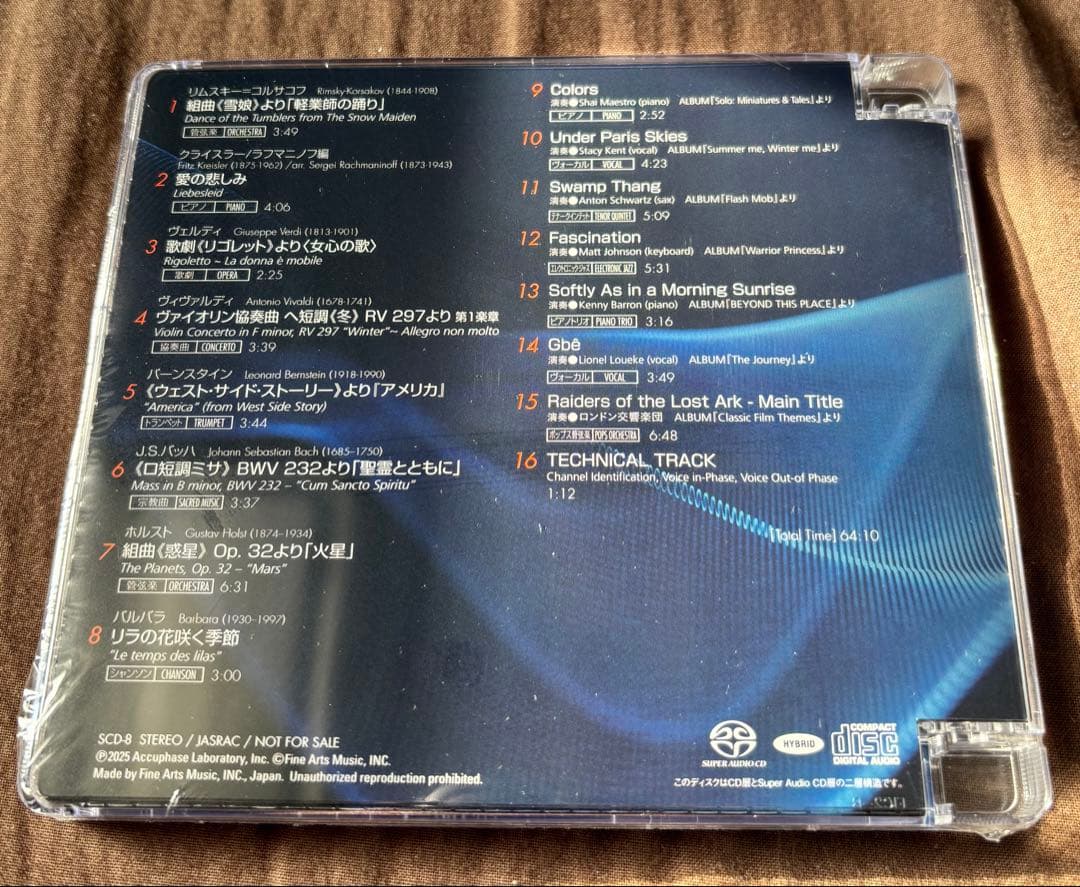 リムスキー=コルサコフ Rimsky-Korsakov (1844-1908)
1 組曲《雪娘》より「軽業師の踊り」
Dance of the Tumblers from The Snow Maiden
管弦楽 ORCHESTRA 3:49
クライスラー/ラフマニノフ編
Fritz Kreisler (1875-1962) /arr. Sergei Rachmaninoff (1873-1943)
2 愛の悲しみ
Liebesleid
ピアノ PIANO 4:06
ヴェルディ Giuseppe Verdi (1813-1901)
3 歌劇《リゴレット》より〈女心の歌〉
Rigoletto ~ La donna è mobile
歌劇 OPERA 2:25
ヴィヴァルディ Antonio Vivaldi (1678-1741)
4 ヴァイオリン協奏曲 ヘ短調《冬》 RV 297より 第1楽章
Violin Concerto in F minor, RV 297 "Winter"~ Allegro non molto
協奏曲 CONCERTO 3:39
バーンスタイン Leonard Bernstein (1918-1990)
5 《ウェスト・サイド・ストーリー》より「アメリカ」
"America" (from West Side Story)
トランペット TRUMPET 3:44
J.S.バッハ Johann Sebastian Bach (1685-1750)
6 《ロ短調ミサ》 BWV 232より「聖霊とともに」
Mass in B minor, BWV 232 – "Cum Sancto Spiritu"
宗教曲 SACRED MUSIC 3:37
ホルスト Gustav Holst (1874-1934)
7 組曲《惑星》 Op. 32より「火星」
The Planets, Op. 32 – "Mars"
管弦楽 ORCHESTRA 6:31
バルバラ Barbara (1930-1997)
8 リラの花咲く季節
"Le temps des lilas"
シャンソン CHANSON 3:00
9 Colors
演奏●Shai Maestro (piano) ALBUM『Solo: Miniatures & Tales』より
ピアノ PIANO 2:52
10 Under Paris Skies
演奏●Stacy Kent (vocal) ALBUM『Summer me, Winter me』より
ヴォーカル VOCAL 4:23
11 Swamp Thang
演奏●Anton Schwartz (sax) ALBUM『Flash Mob』より
テナークインテット TENOR QUINTET 5:09
12 Fascination
演奏●Matt Johnson (keyboard) ALBUM『Warrior Princess』より
エレクトロニックジャズ ELECTRONIC JAZZ 5:31
13 Softly As in a Morning Sunrise
演奏●Kenny Barron (piano) ALBUM『BEYOND THIS PLACE』より
ピアノトリオ PIANO TRIO 3:16
14 Gbê
演奏●Lionel Loueke (vocal) ALBUM『The Journey』より
ヴォーカル VOCAL 3:49
15 Raiders of the Lost Ark - Main Title
演奏●ロンドン交響楽団 ALBUM『Classic Film Themes』より
ポップス管弦楽 POPS ORCHESTRA 6:48
16 TECHNICAL TRACK
Channel Identification, Voice in-Phase, Voice Out-of Phase
1:12
[Total Time] 64:10
SCD-8 STEREO / JASRAC / NOT FOR SALE
℗2025 Accuphase Laboratory, Inc. ©Fine Arts Music, INC.
Made by Fine Arts Music, INC., Japan. Unauthorized reproduction prohibited.
SUPER AUDIO CD
HYBRID
COMPACT
disc
DIGITAL AUDIO
このディスクはCD層とSuper Audio CD層の二層構造です。